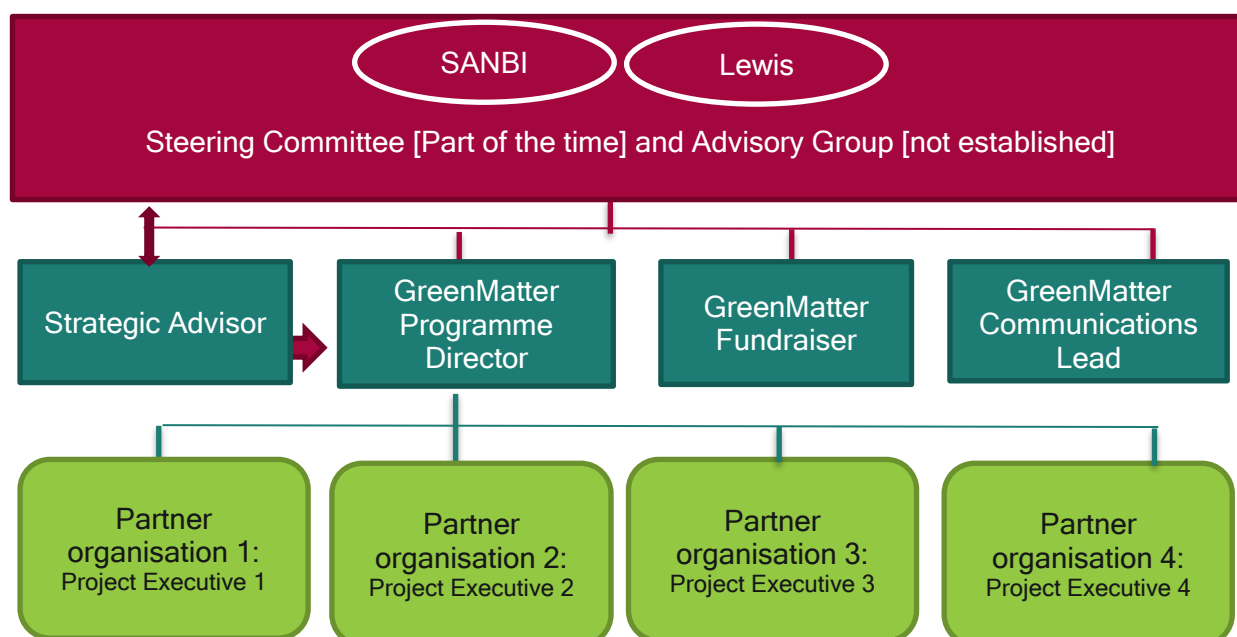 SANBI
Lewis
Steering Committee [Part of the time] and Advisory Group [not established]
Strategic Advisor
GreenMatter
Programme
Director
GreenMatter
Fundraiser
GreenMatter
Communications
Lead
Partner
organisation 1:
Project Executive 1
Partner
organisation 2:
Project Executive 2
Partner
organisation 3:
Project Executive 3
Partner
organisation 4:
Project Executive 4